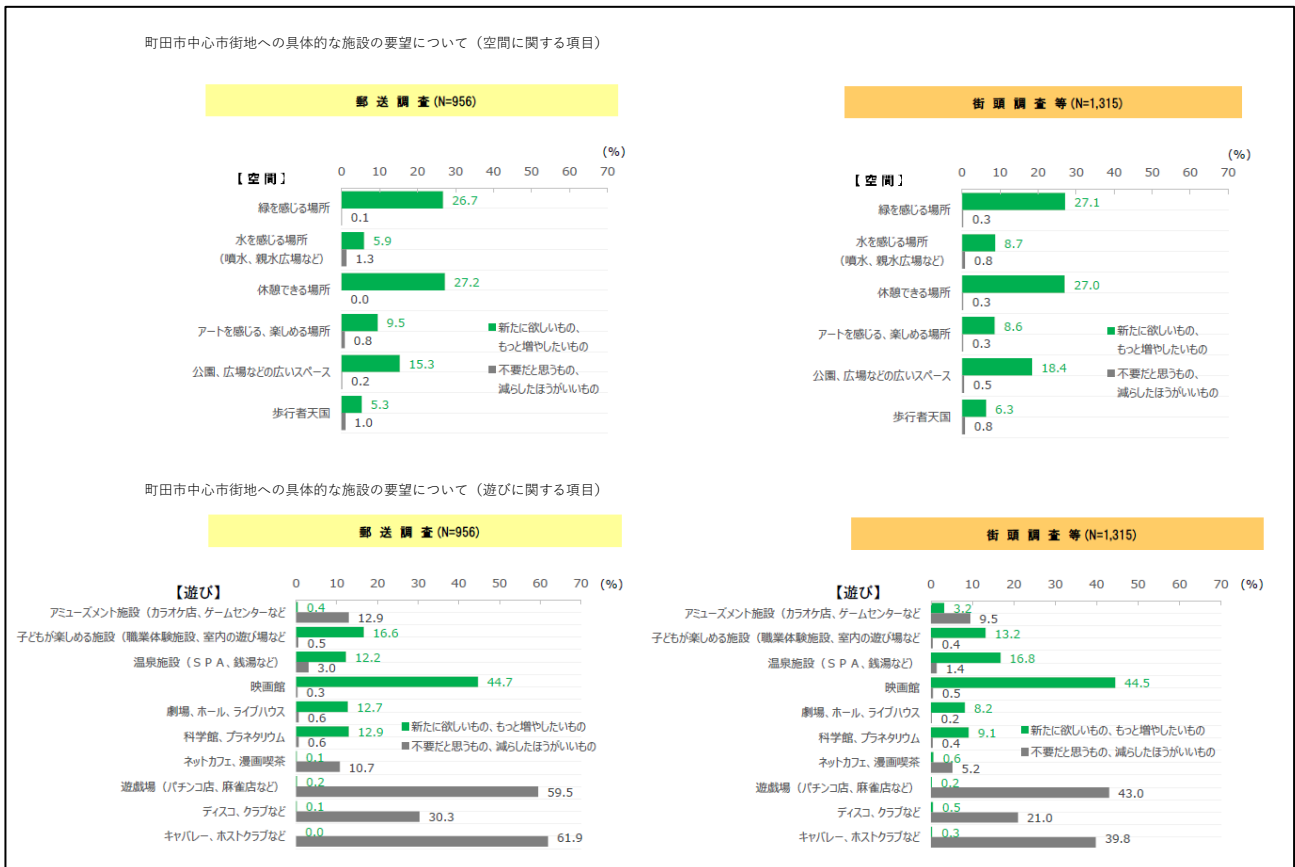 町田市中心市街地への具体的な施設の要望について（空間に関する項目）
郵 送 調 査 (N=956)
(%)
【 空 間 】
0 10 20 30 40 50 60 70
緑を感じる場所
26.7
0.1
水を感じる場所
（噴水、親水広場など）
5.9
1.3
休憩できる場所
27.2
0.0
アートを感じる、楽しめる場所
9.5
0.8
公園、広場などの広いスペース
15.3
0.2
歩行者天国
5.3
1.0
新たに欲しいもの、
もっと増やしたいもの
不要だと思うもの、
減らしたほうがいいもの
街 頭 調 査 等 (N=1,315)
(%)
【 空 間 】
0 10 20 30 40 50 60 70
緑を感じる場所
27.1
0.3
水を感じる場所
（噴水、親水広場など）
8.7
0.8
休憩できる場所
27.0
0.3
アートを感じる、楽しめる場所
8.6
0.3
公園、広場などの広いスペース
18.4
0.5
歩行者天国
6.3
0.8
新たに欲しいもの、
もっと増やしたいもの
不要だと思うもの、
減らしたほうがいいもの
町田市中心市街地への具体的な施設の要望について（遊びに関する項目）
郵 送 調 査 (N=956)
【遊び】
0 10 20 30 40 50 60 70 (%)
アミューズメント施設（カラオケ店、ゲームセンターなど
0.4
12.9
子どもが楽しめる施設（職業体験施設、室内の遊び場など
16.6
0.5
温泉施設（ＳＰＡ、銭湯など）
12.2
3.0
映画館
44.7
0.3
劇場、ホール、ライブハウス
12.7
0.6
科学館、プラネタリウム
12.9
0.6
ネットカフェ、漫画喫茶
0.1
10.7
遊戯場（パチンコ店、麻雀店など）
0.2
59.5
ディスコ、クラブなど
0.1
30.3
キャバレー、ホストクラブなど
0.0
61.9
新たに欲しいもの、もっと増やしたいもの
不要だと思うもの、減らしたほうがいいもの
街 頭 調 査 等 (N=1,315)
【遊び】
0 10 20 30 40 50 60 70 (%)
アミューズメント施設（カラオケ店、ゲームセンターなど
3.2
9.5
子どもが楽しめる施設（職業体験施設、室内の遊び場など
13.2
0.4
温泉施設（ＳＰＡ、銭湯など）
16.8
1.4
映画館
44.5
0.5
劇場、ホール、ライブハウス
8.2
0.2
科学館、プラネタリウム
9.1
0.4
ネットカフェ、漫画喫茶
0.6
5.2
遊戯場（パチンコ店、麻雀店など）
0.2
43.0
ディスコ、クラブなど
0.5
21.0
キャバレー、ホストクラブなど
0.3
39.8
新たに欲しいもの、もっと増やしたいもの
不要だと思うもの、減らしたほうがいいもの